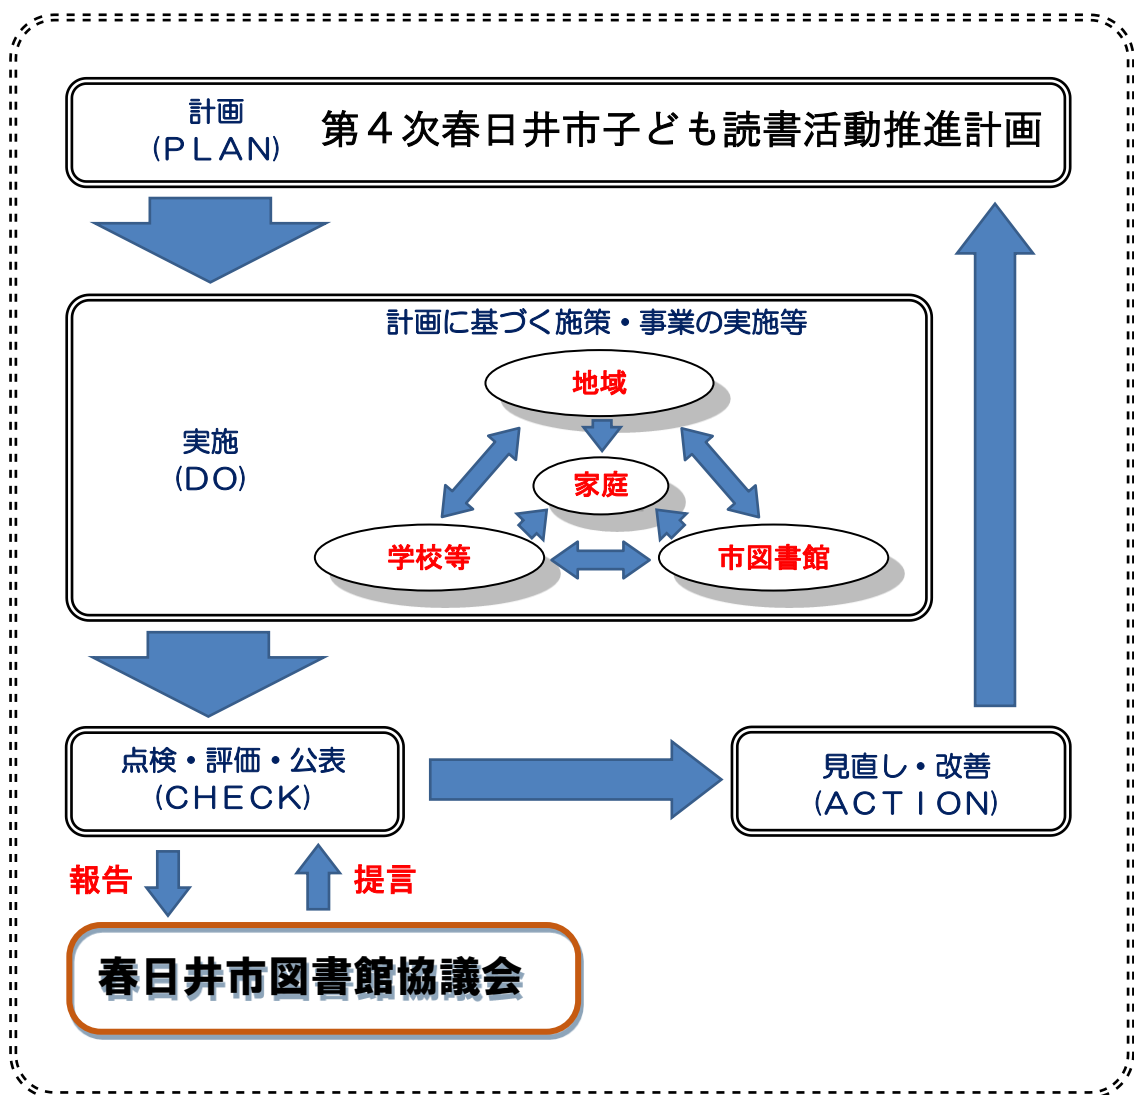 計画
(ＰＬＡＮ)
第４次春日井市子ども読書活動推進計画
計画に基づく施策・事業の実施等
地域
実施
(ＤＯ)
家庭
学校等
市図書館
点検・評価・公表
(ＣＨＥＣＫ)
見直し・改善
(ＡＣＴＩＯＮ)
報告
提言
春日井市図書館協議会